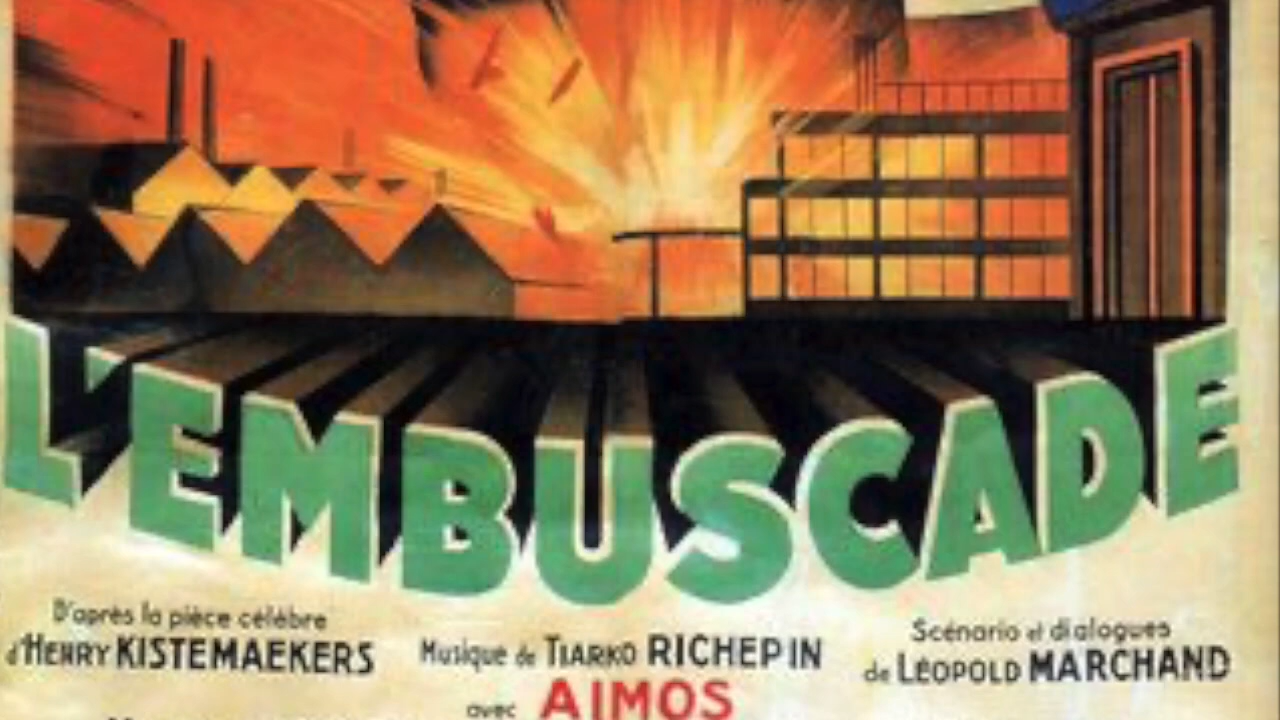 L'EMBUSCADE
D'après la pièce célèbre
d'HENRY KISTEMAEKERS
Musique de TIARKO RICHEPIN
Scénario et dialogues
de LÉOPOLD MARCHAND
avec AIMOS